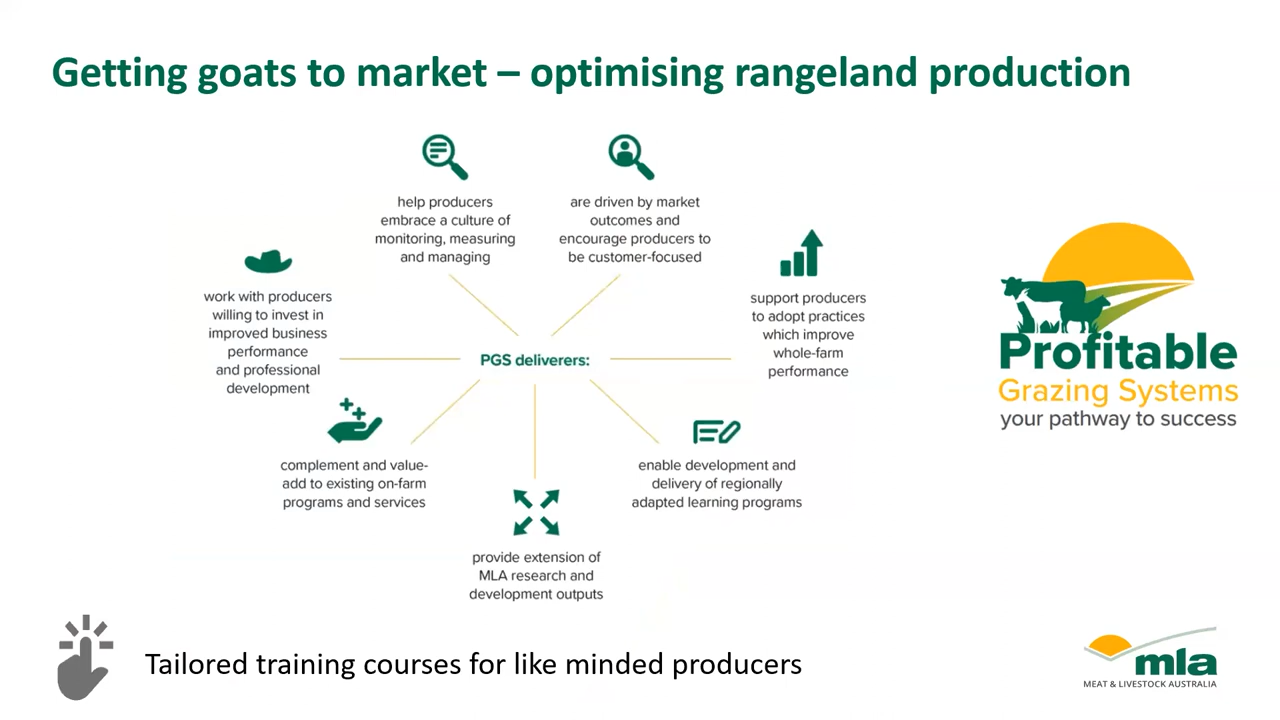 Getting goats to market – optimising rangeland production
help producers
embrace a culture of
monitoring, measuring
and managing
are driven by market
outcomes and
encourage producers to
be customer-focused
work with producers
willing to invest in
improved business
performance
and professional
development
support producers
to adopt practices
which improve
whole-farm
performance
PGS deliverers:
complement and value-
add to existing on-farm
programs and services
enable development and
delivery of regionally
adapted learning programs
provide extension of
MLA research and
development outputs
Profitable
Grazing Systems
your pathway to success
Tailored training courses for like minded producers
mla
MEAT & LIVESTOCK AUSTRALIA